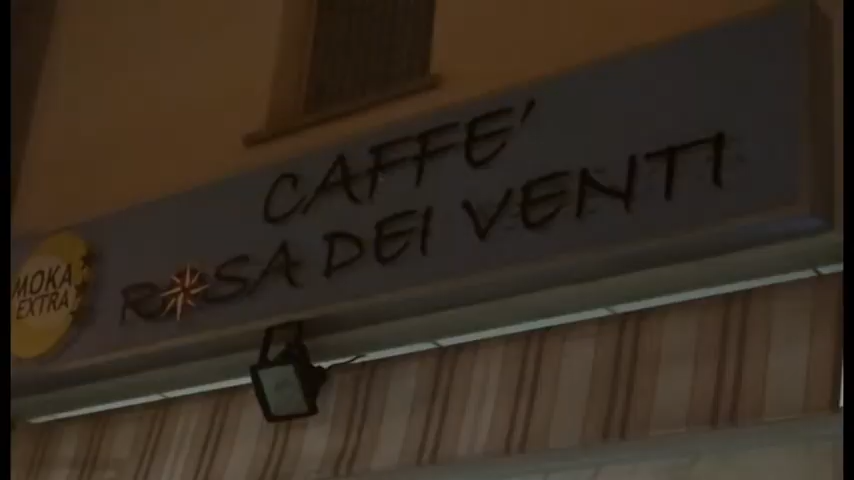 CAFFE'
ROSA DEI VENTI
MOKA
EXTRA